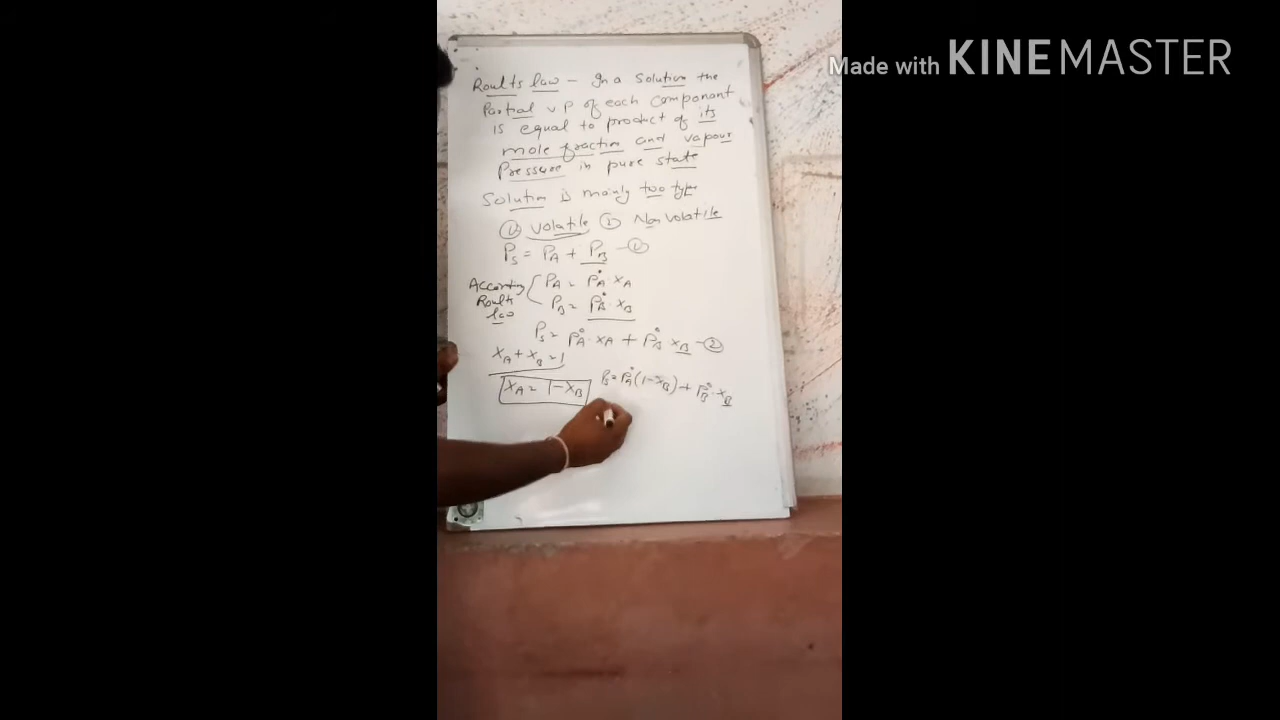 Made with KINEMASTER
Roults law - In a solution the
Partial v.p of each component
is equal to product of its
mole fraction and vapour
Pressure in pure state
Solution is mainly two type
① volatile ② Non volatile
Ps = PA + PB -①
According Roults law
PA = P°A · xA
PB = P°B · xB
Ps = P°A · xA + P°B · xB -②
xA + xB = 1
xA = 1 - xB
Ps = P°A (1 - xB) + P°B · xB